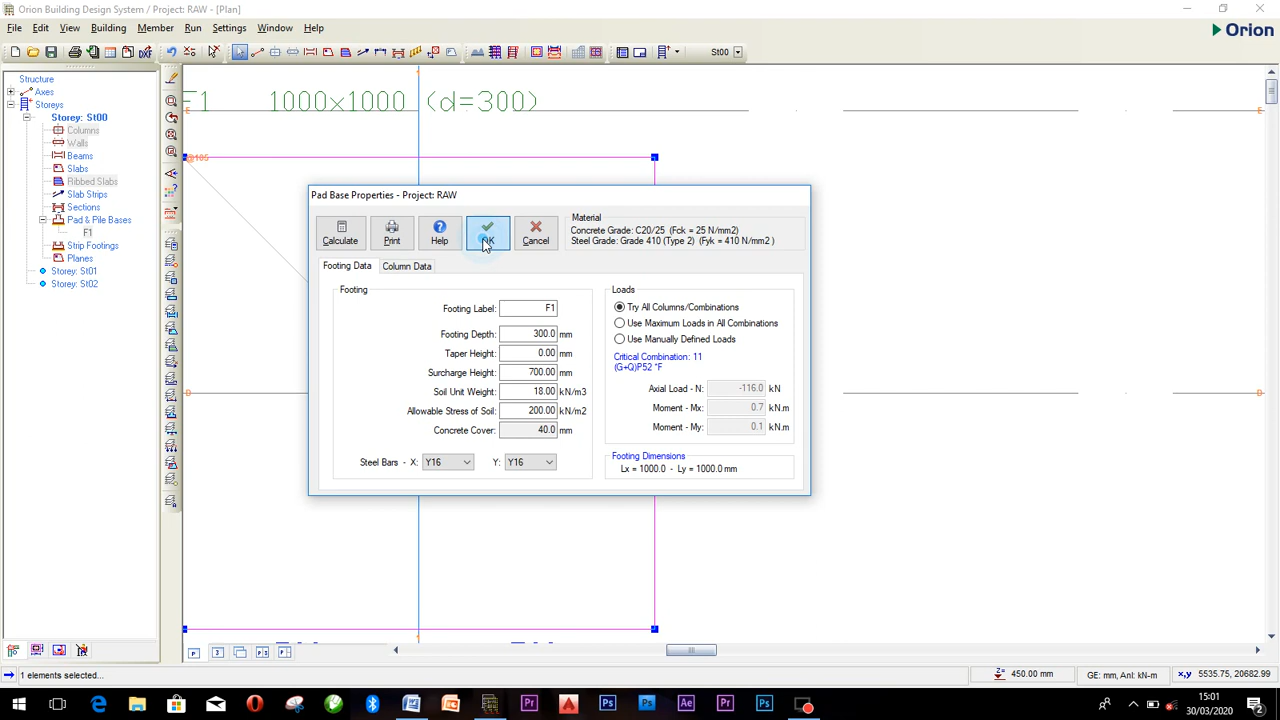 Orion Building Design System / Project: RAW - [Plan]
File Edit View Building Member Run Settings Window Help
Orion
St00
Structure
Axes
Storeys
Storey: St00
Columns
Walls
Beams
Slabs
Ribbed Slabs
Slab Strips
Sections
Pad & Pile Bases
F1
Strip Footings
Planes
Storey: St01
Storey: St02
F1 1000x1000 (d=300)
E
E
D
D
Pad Base Properties - Project: RAW
Calculate
Print
Help
OK
Cancel
Material
Concrete Grade: C20/25 (Fck = 25 N/mm2)
Steel Grade: Grade 410 (Type 2) (Fyk = 410 N/mm2 )
Footing Data
Column Data
Footing
Footing Label: F1
Footing Depth: 300.0 mm
Taper Height: 0.00 mm
Surcharge Height: 700.00 mm
Soil Unit Weight: 18.00 kN/m3
Allowable Stress of Soil: 200.00 kN/m2
Concrete Cover: 40.0 mm
Steel Bars - X: Y16 Y: Y16
Loads
Try All Columns/Combinations
Use Maximum Loads in All Combinations
Use Manually Defined Loads
Critical Combination: 11
(G+Q)P52 *F
Axial Load - N: -116.0 kN
Moment - Mx: 0.7 kN.m
Moment - My: 0.1 kN.m
Footing Dimensions
Lx = 1000.0 - Ly = 1000.0 mm
1 elements selected...
Z= 450.00 mm
GE: mm, Anl: kN-m
x,y 5535.75, 20682.99
15:01
30/03/2020